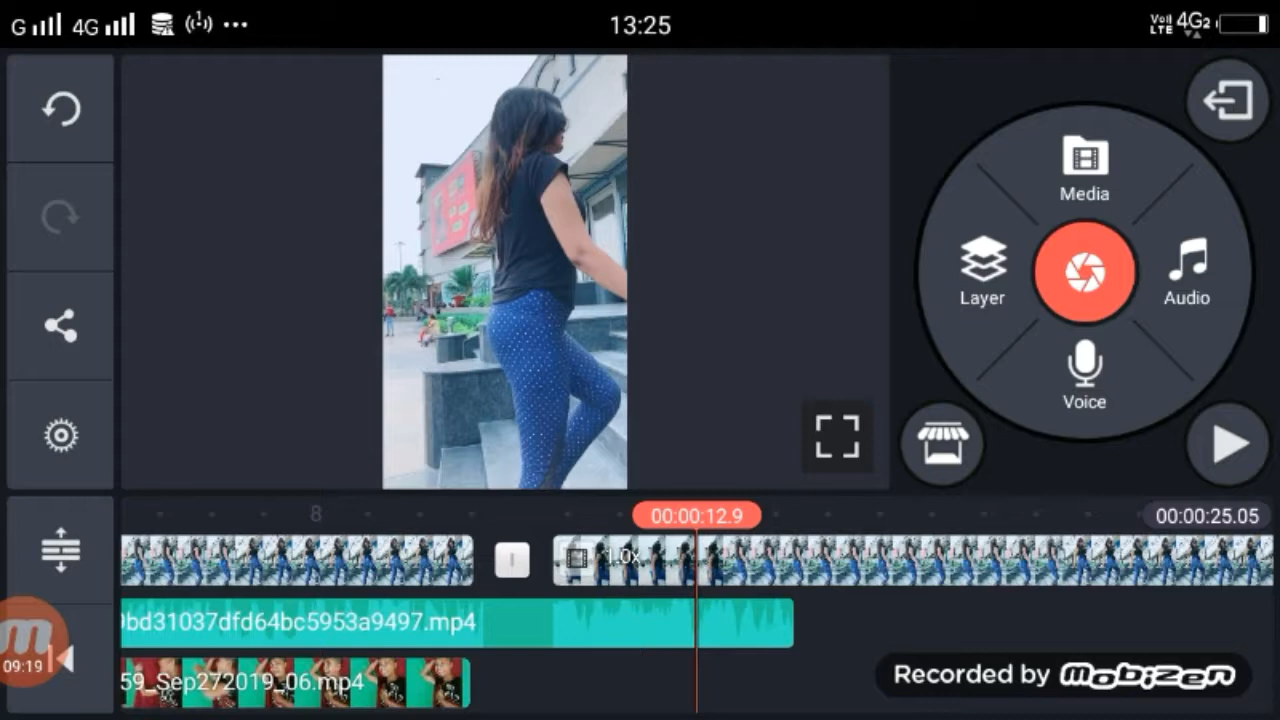 G 4G 13:25 VoII LTE 4G2
Media
Layer
Audio
Voice
8
00:00:12.9
00:00:25.05
1.0x
9bd31037dfd64bc5953a9497.mp4
09:19
59_Sep272019_06.mp4
Recorded by mobizen